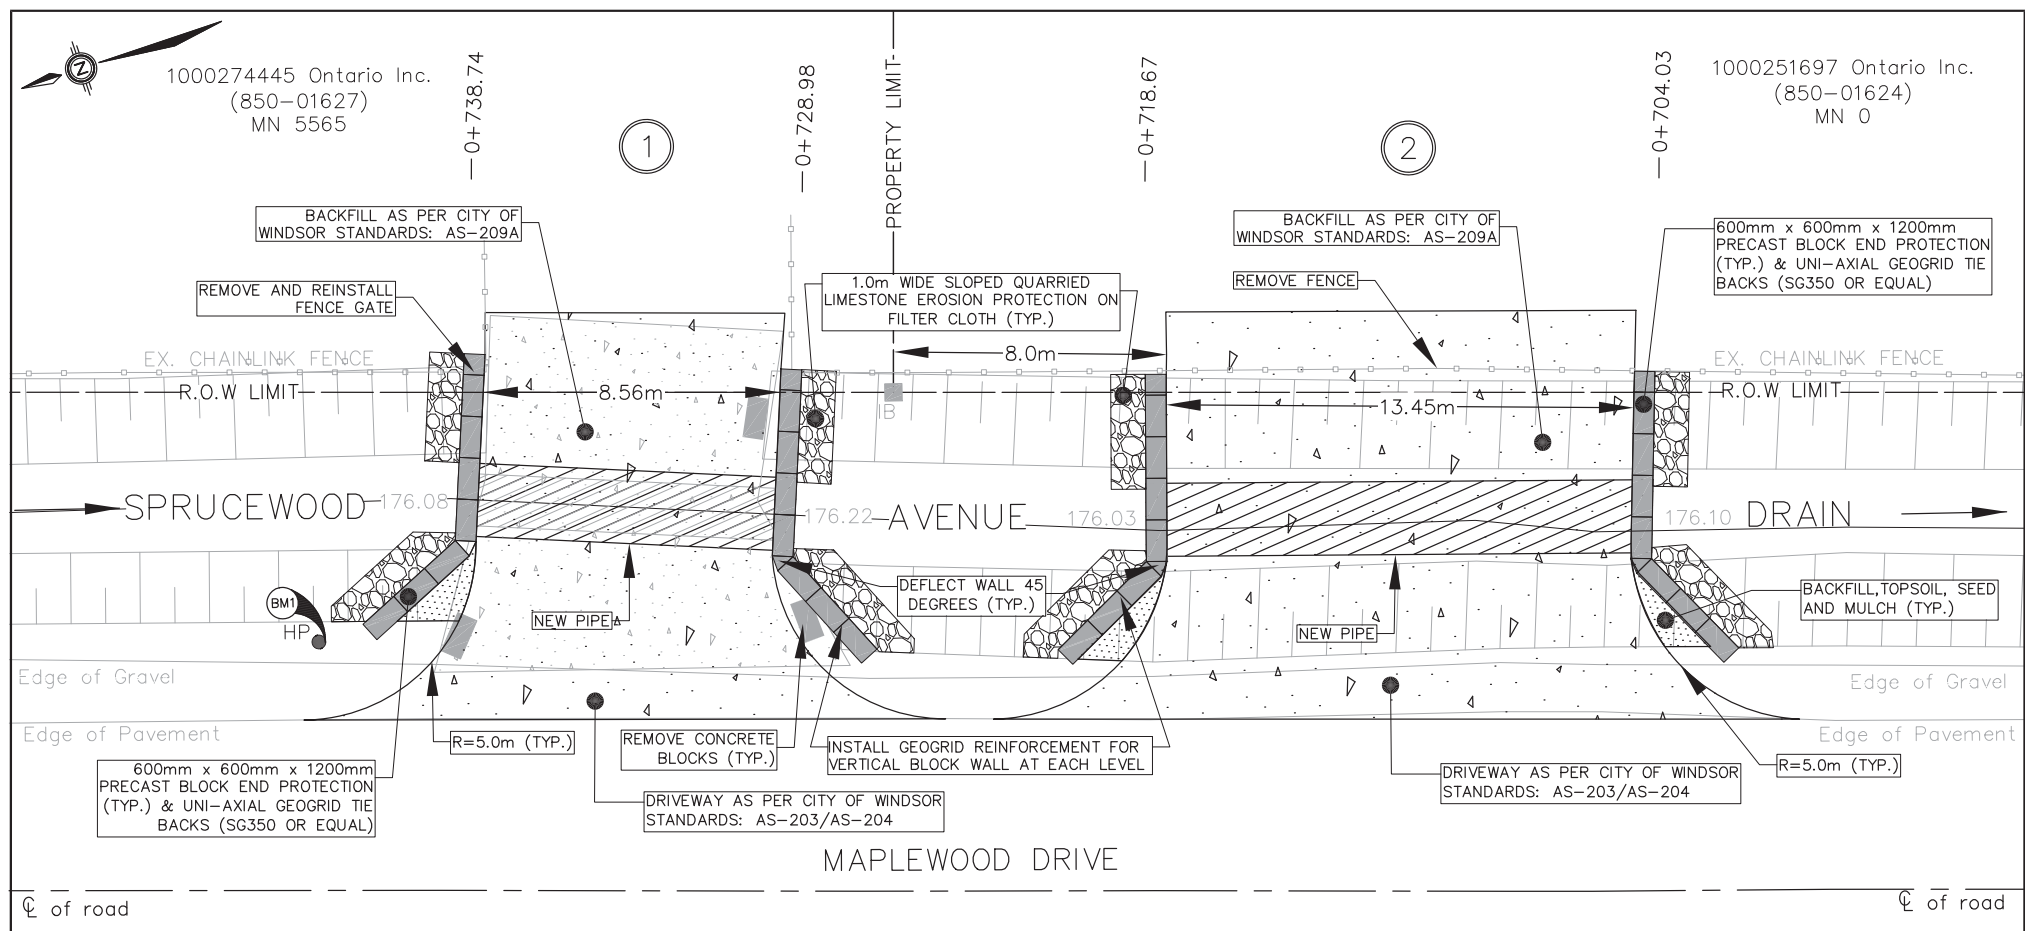 N
1000274445 Ontario Inc.
(850-01627)
MN 5565
0+738.74
1
0+728.98
PROPERTY LIMIT
0+718.67
2
0+704.03
1000251697 Ontario Inc.
(850-01624)
MN 0
BACKFILL AS PER CITY OF
WINDSOR STANDARDS: AS-209A
REMOVE AND REINSTALL
FENCE GATE
1.0m WIDE SLOPED QUARRIED
LIMESTONE EROSION PROTECTION ON
FILTER CLOTH (TYP.)
BACKFILL AS PER CITY OF
WINDSOR STANDARDS: AS-209A
REMOVE FENCE
600mm x 600mm x 1200mm
PRECAST BLOCK END PROTECTION
(TYP.) & UNI-AXIAL GEOGRID TIE
BACKS (SG350 OR EQUAL)
EX. CHAINLINK FENCE
8.0m
EX. CHAINLINK FENCE
R.O.W LIMIT
8.56m
IB
13.45m
R.O.W LIMIT
SPRUCEWOOD
176.08
176.22
AVENUE
176.03
176.10
DRAIN
BM1
HP
NEW PIPE
DEFLECT WALL 45
DEGREES (TYP.)
NEW PIPE
BACKFILL,TOPSOIL, SEED
AND MULCH (TYP.)
Edge of Gravel
Edge of Gravel
Edge of Pavement
Edge of Pavement
R=5.0m (TYP.)
REMOVE CONCRETE
BLOCKS (TYP.)
INSTALL GEOGRID REINFORCEMENT FOR
VERTICAL BLOCK WALL AT EACH LEVEL
R=5.0m (TYP.)
600mm x 600mm x 1200mm
PRECAST BLOCK END PROTECTION
(TYP.) & UNI-AXIAL GEOGRID TIE
BACKS (SG350 OR EQUAL)
DRIVEWAY AS PER CITY OF WINDSOR
STANDARDS: AS-203/AS-204
DRIVEWAY AS PER CITY OF WINDSOR
STANDARDS: AS-203/AS-204
MAPLEWOOD DRIVE
℄ of road
℄ of road